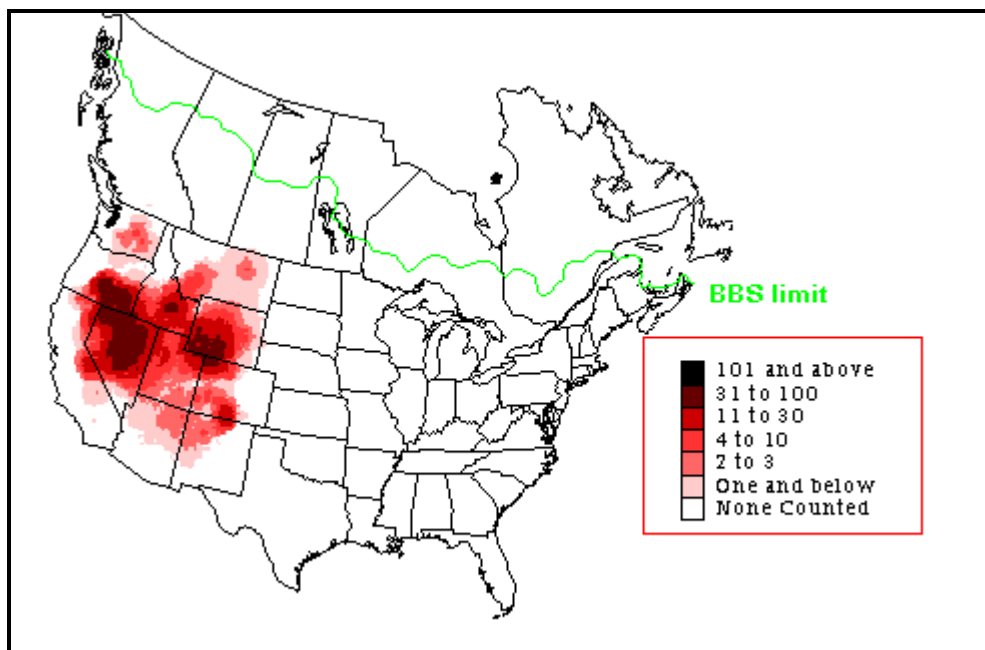 BBS limit
101 and above
31 to 100
11 to 30
4 to 10
2 to 3
One and below
None Counted